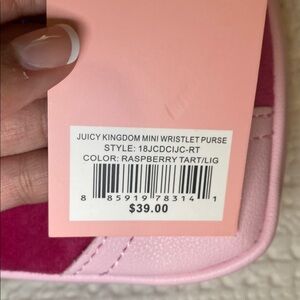 JUICY KINGDOM MINI WRISTLET PURSE
STYLE: 18JCDCIJC-RT
COLOR: RASPBERRY TART/LIG
8 85919 78314 1
$39.00